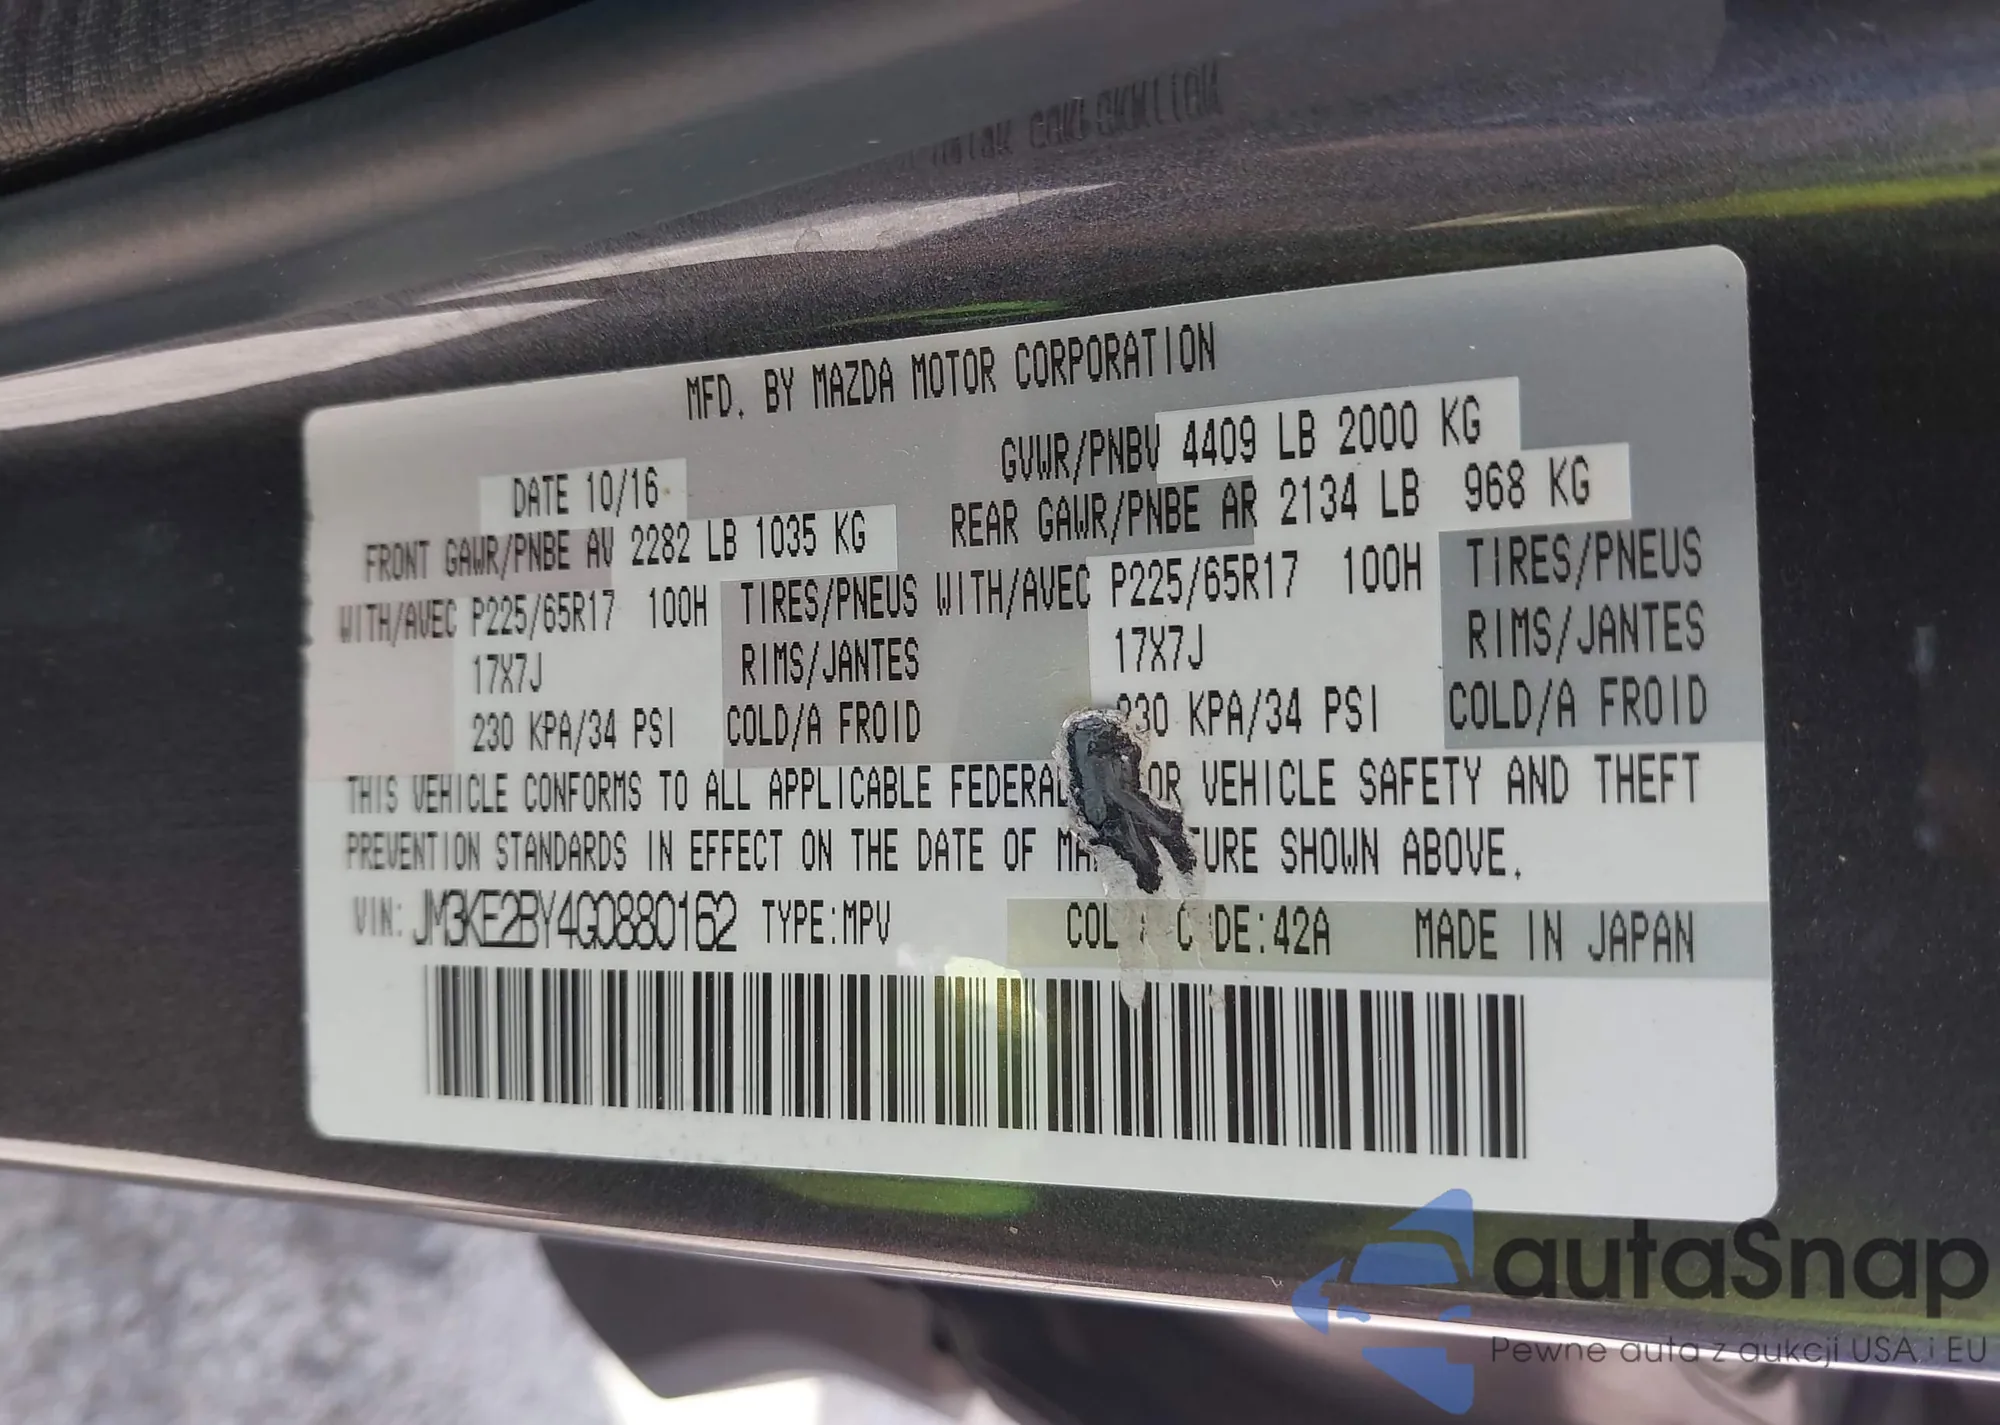 MFD. BY MAZDA MOTOR CORPORATION
DATE 10/16 GVWR/PNBV 4409 LB 2000 KG
FRONT GAWR/PNBE AV 2282 LB 1035 KG REAR GAWR/PNBE AR 2134 LB 968 KG
WITH/AVEC P225/65R17 100H TIRES/PNEUS WITH/AVEC P225/65R17 100H TIRES/PNEUS
17X7J RIMS/JANTES 17X7J RIMS/JANTES
230 KPA/34 PSI COLD/A FROID 230 KPA/34 PSI COLD/A FROID
THIS VEHICLE CONFORMS TO ALL APPLICABLE FEDERAL VEHICLE SAFETY AND THEFT
PREVENTION STANDARDS IN EFFECT ON THE DATE OF SHOWN ABOVE.
VIN: JM3KE2BY4G0880162 TYPE:MPV COLOR CODE:42A MADE IN JAPAN
autaSnap
Pewne auta z aukcji USA i EU